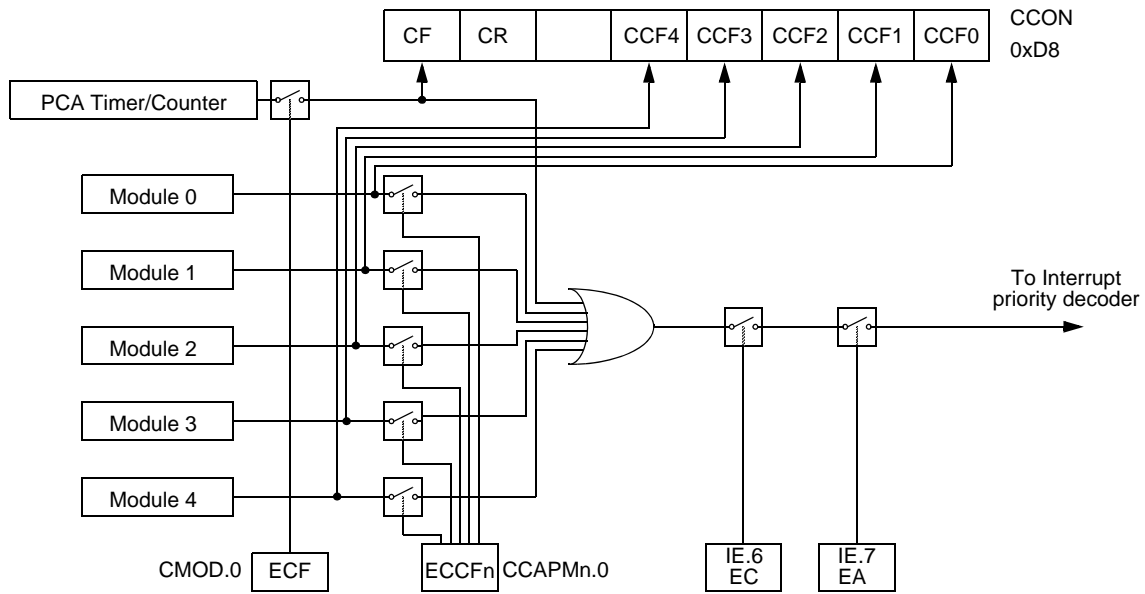 CF CR CCF4 CCF3 CCF2 CCF1 CCF0
CCON
0xD8
PCA Timer/Counter
Module 0
Module 1
Module 2
Module 3
Module 4
To Interrupt
priority decoder
CMOD.0 ECF
ECCFn CCAPMn.0
IE.6
EC
IE.7
EA